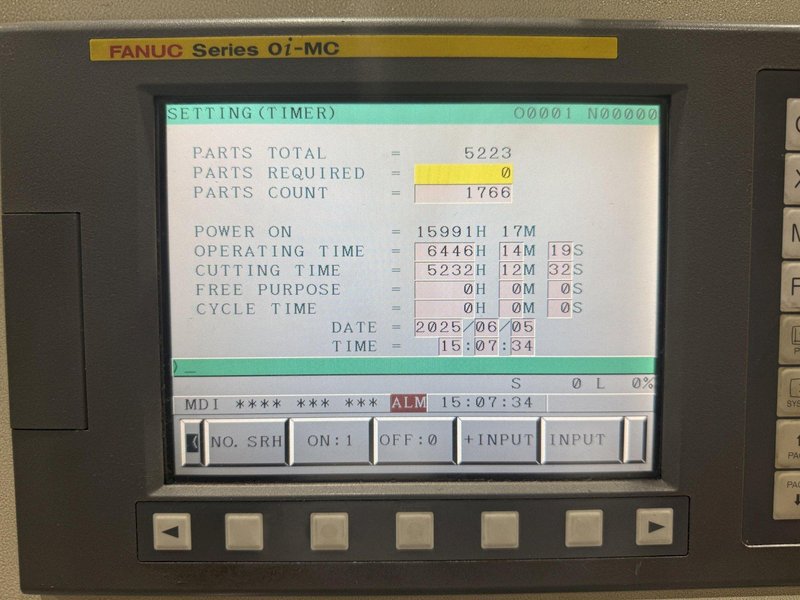 FANUC Series 0i-MC
SETTING(TIMER) O0001 N00000
PARTS TOTAL = 5223
PARTS REQUIRED = 0
PARTS COUNT = 1766
POWER ON = 15991H 17M
OPERATING TIME = 6446H 14M 19S
CUTTING TIME = 5232H 12M 32S
FREE PURPOSE = 0H 0M 0S
CYCLE TIME = 0H 0M 0S
DATE = 2025/06/05
TIME = 15:07:34
)_
S 0 L 0%
MDI **** *** *** ALM 15:07:34
( NO. SRH ON:1 OFF:0 +INPUT INPUT